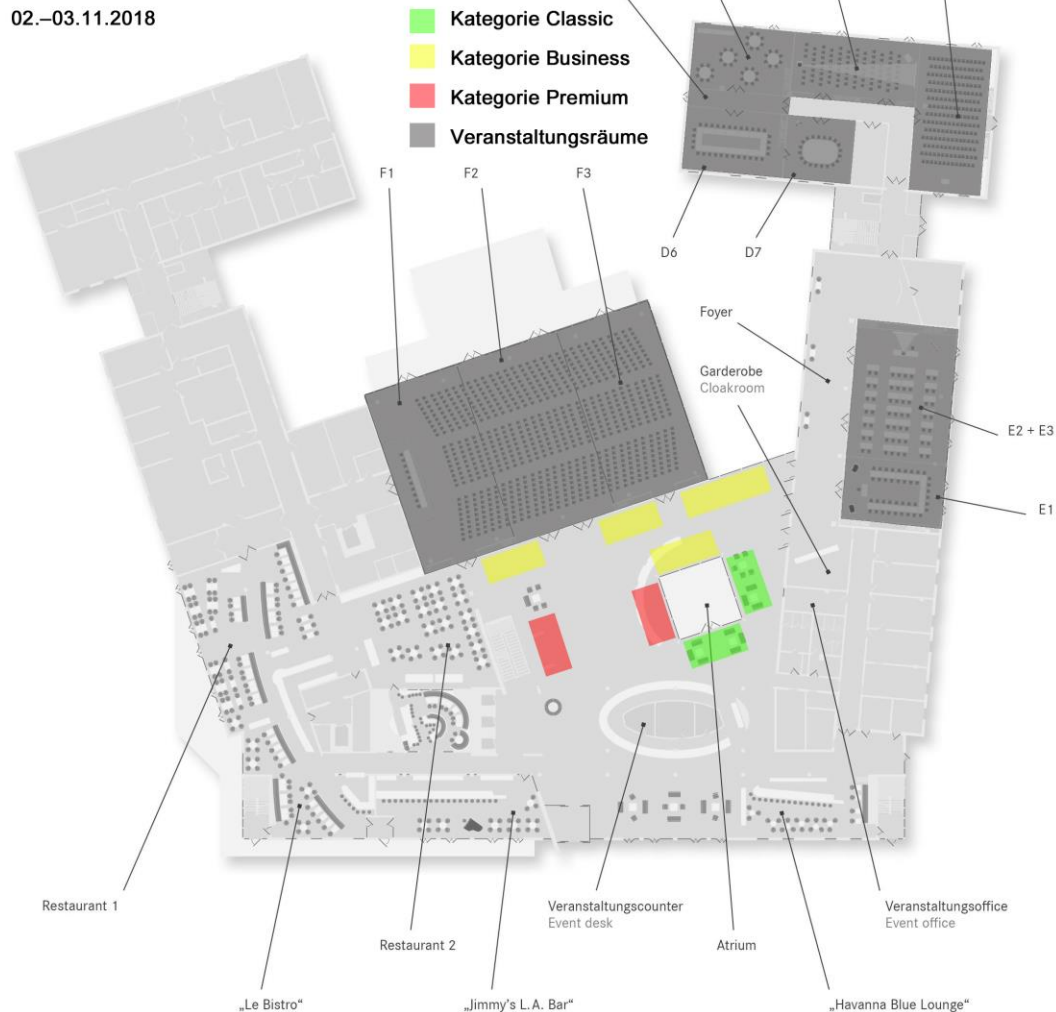 02.–03.11.2018
Kategorie Classic
Kategorie Business
Kategorie Premium
Veranstaltungsräume
F1
F2
F3
D6
D7
Foyer
Garderobe
Cloakroom
E2 + E3
E1
Restaurant 1
Restaurant 2
Veranstaltungscounter
Event desk
Atrium
Veranstaltungsoffice
Event office
„Le Bistro“
„Jimmy's L.A. Bar“
„Havanna Blue Lounge“